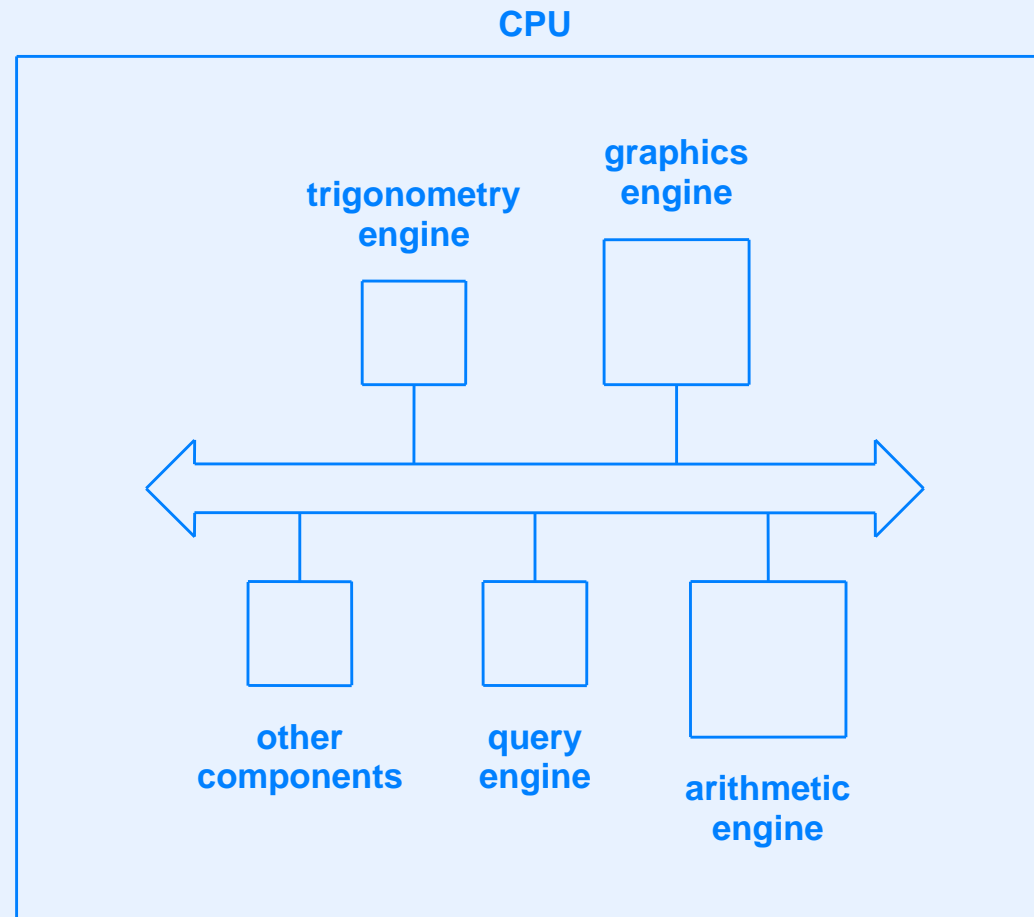 CPU
graphics
engine
trigonometry
engine
other
components
query
engine
arithmetic
engine